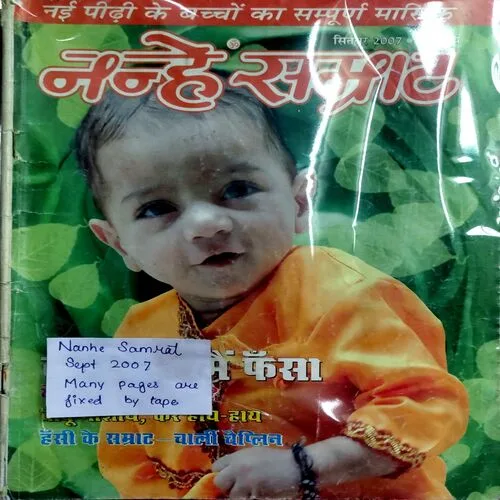 नई पीढ़ी के बच्चों का सम्पूर्ण मासिक
सितम्बर 2007
नन्हे सम्राट
Nanhe Samrat
Sept 2007
Many pages are
fixed by tape
में फँसा
हँसी के सम्राट – चार्ली चैप्लिन